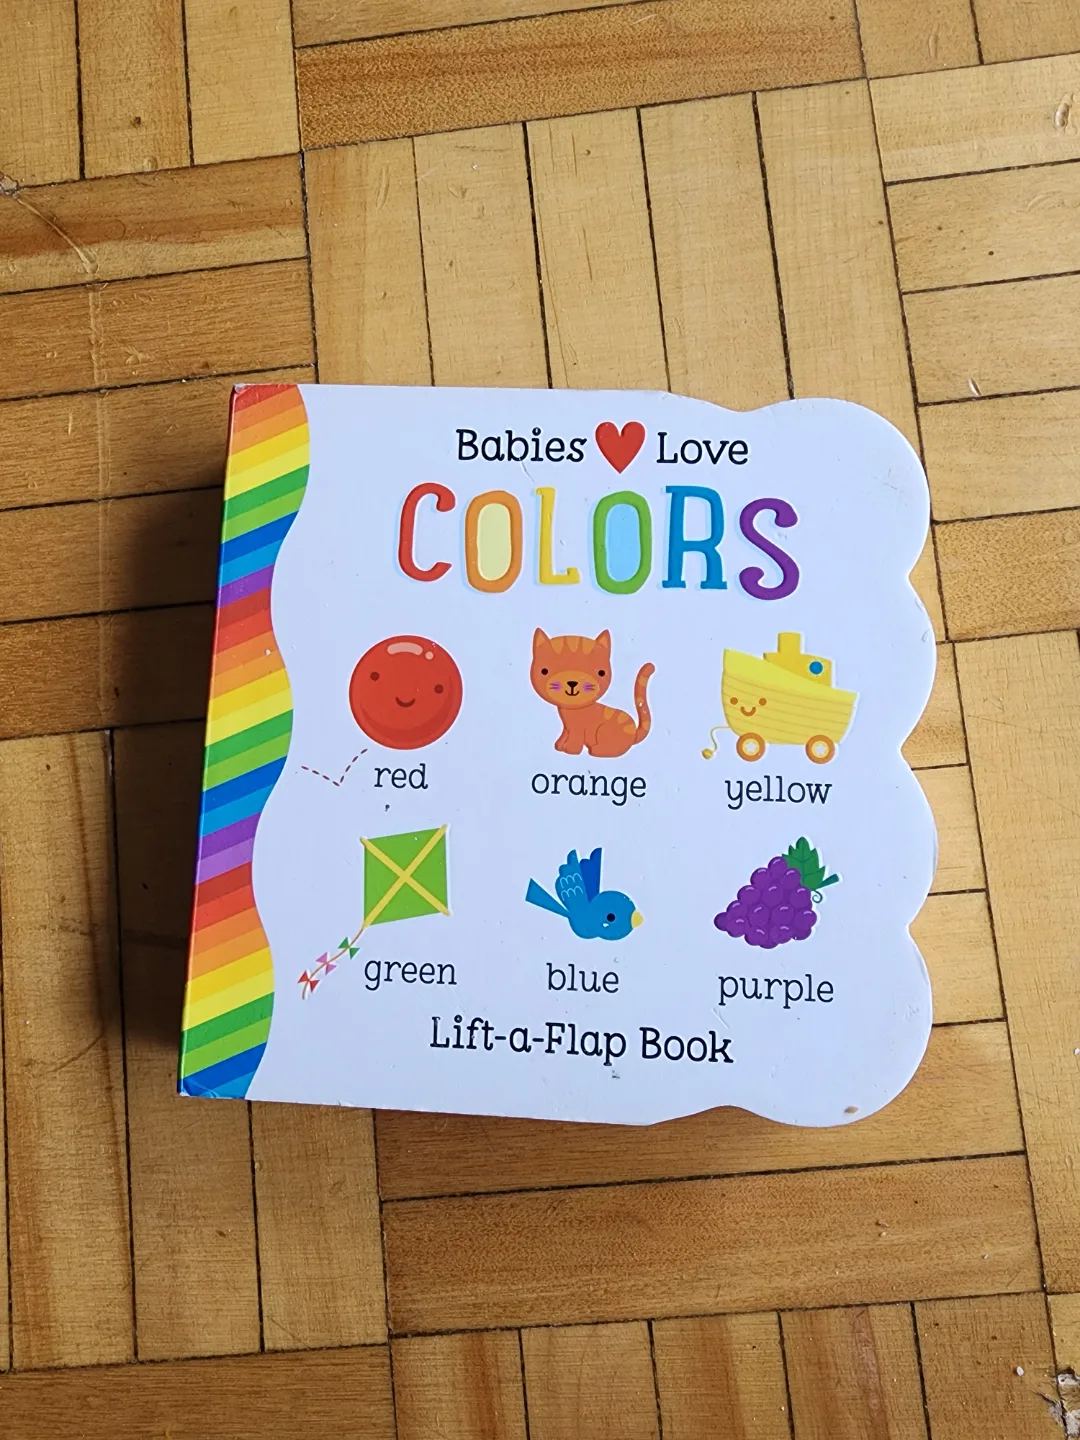 Babies Love
COLORS
red orange yellow
green blue purple
Lift-a-Flap Book